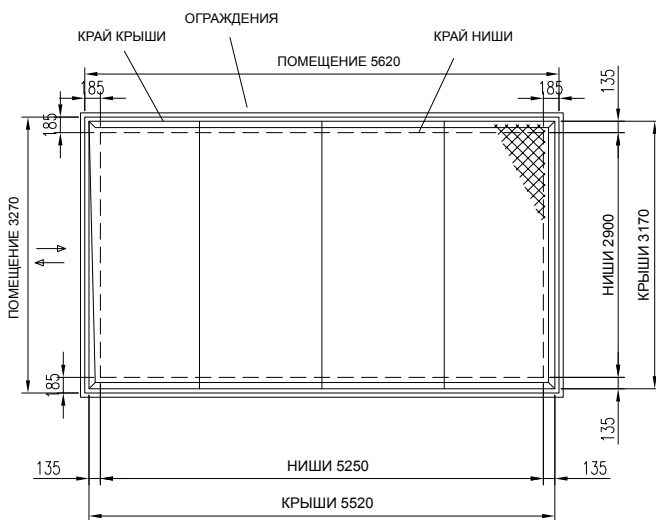 ОГРАЖДЕНИЯ
КРАЙ КРЫШИ
КРАЙ НИШИ
ПОМЕЩЕНИЕ 5620
185
185
135
185
ПОМЕЩЕНИЕ 3270
НИШИ 2900
КРЫШИ 3170
185
135
135
НИШИ 5250
135
КРЫШИ 5520